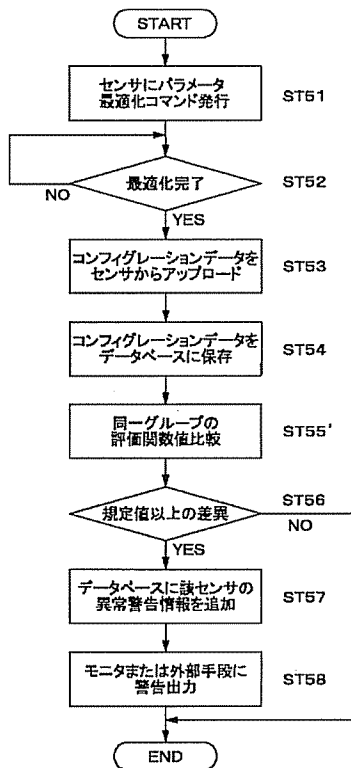 START
センサにパラメータ
最適化コマンド発行
ST51
最適化完了
ST52
NO
YES
コンフィグレーションデータを
センサからアップロード
ST53
コンフィグレーションデータを
データベースに保存
ST54
同一グループの
評価関数値比較
ST55'
規定値以上の差異
ST56
NO
YES
データベースに該センサの
異常警告情報を追加
ST57
モニタまたは外部手段に
警告出力
ST58
END